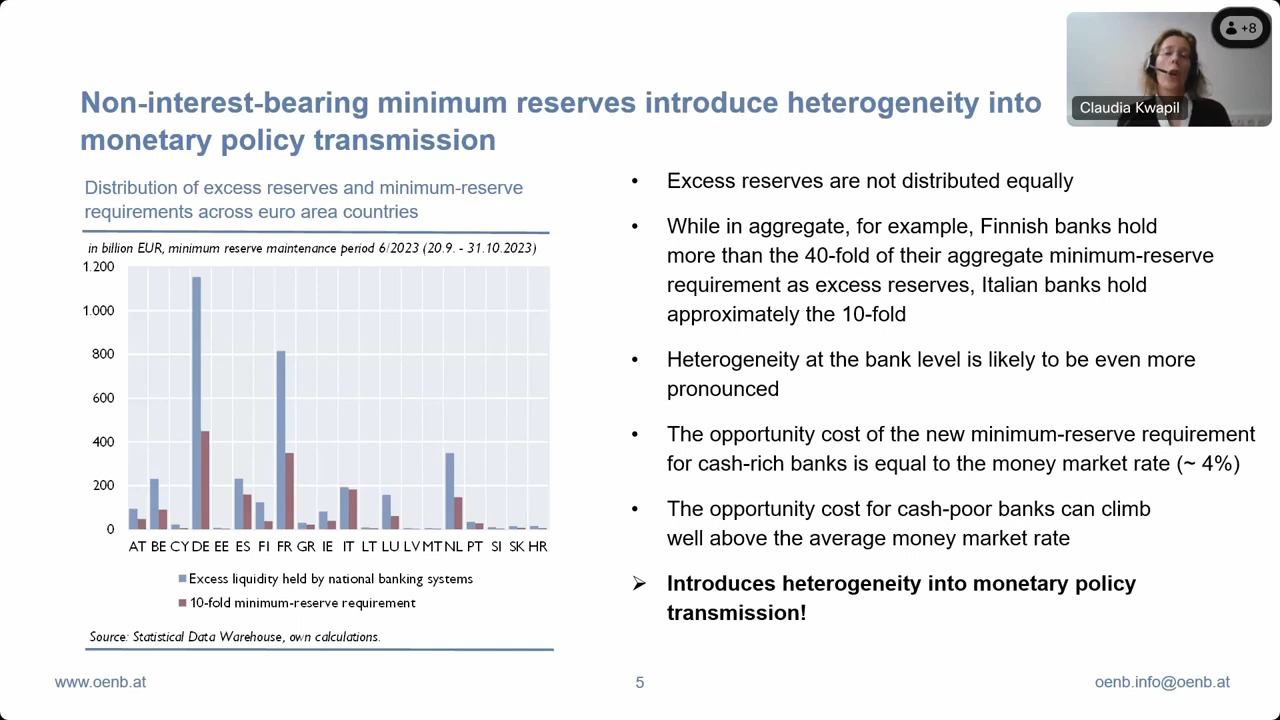 +8
Claudia Kwapil
Non-interest-bearing minimum reserves introduce heterogeneity into
monetary policy transmission
Distribution of excess reserves and minimum-reserve
requirements across euro area countries
in billion EUR, minimum reserve maintenance period 6/2023 (20.9. - 31.10.2023)
1.200
1.000
800
600
400
200
0
AT BE CY DE EE ES FI FR GR IE IT LT LU LV MT NL PT SI SK HR
Excess liquidity held by national banking systems
10-fold minimum-reserve requirement
Source: Statistical Data Warehouse, own calculations.
• Excess reserves are not distributed equally
• While in aggregate, for example, Finnish banks hold
more than the 40-fold of their aggregate minimum-reserve
requirement as excess reserves, Italian banks hold
approximately the 10-fold
• Heterogeneity at the bank level is likely to be even more
pronounced
• The opportunity cost of the new minimum-reserve requirement
for cash-rich banks is equal to the money market rate (~ 4%)
• The opportunity cost for cash-poor banks can climb
well above the average money market rate
➢ Introduces heterogeneity into monetary policy
transmission!
www.oenb.at
5
oenb.info@oenb.at